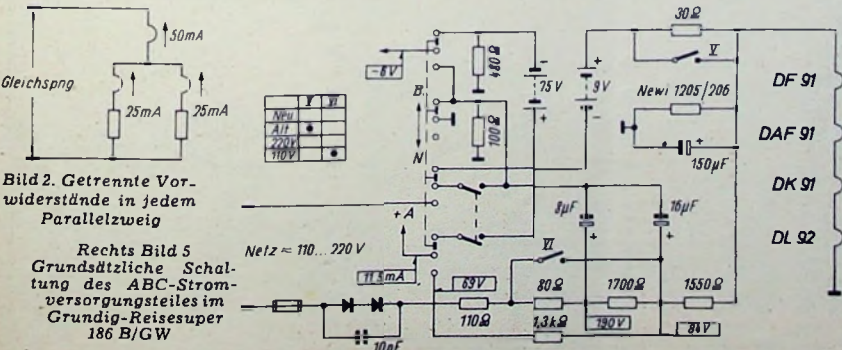 50mA
Gleichspng
25mA 25mA
Bild 2. Getrennte Vor-
widerstände in jedem
Parallelzweig
Rechts Bild 5
Grundsätzliche Schal-
tung des ABC-Strom-
versorgungsteiles im
Grundig-Reisesuper
186 B/GW
V VI
Neu
Alt
220V
110V
-6V
B
N
+A
Netz ≈ 110...220 V
11,5mA
480Ω
100Ω
75V
9V
30Ω
V
Newi 1205/206
150µF
8µF
16µF
VI
69V
10nF
110Ω
80Ω
1700Ω
1550Ω
1,3kΩ
190V
84V
DF 91
DAF 91
DK 91
DL 92